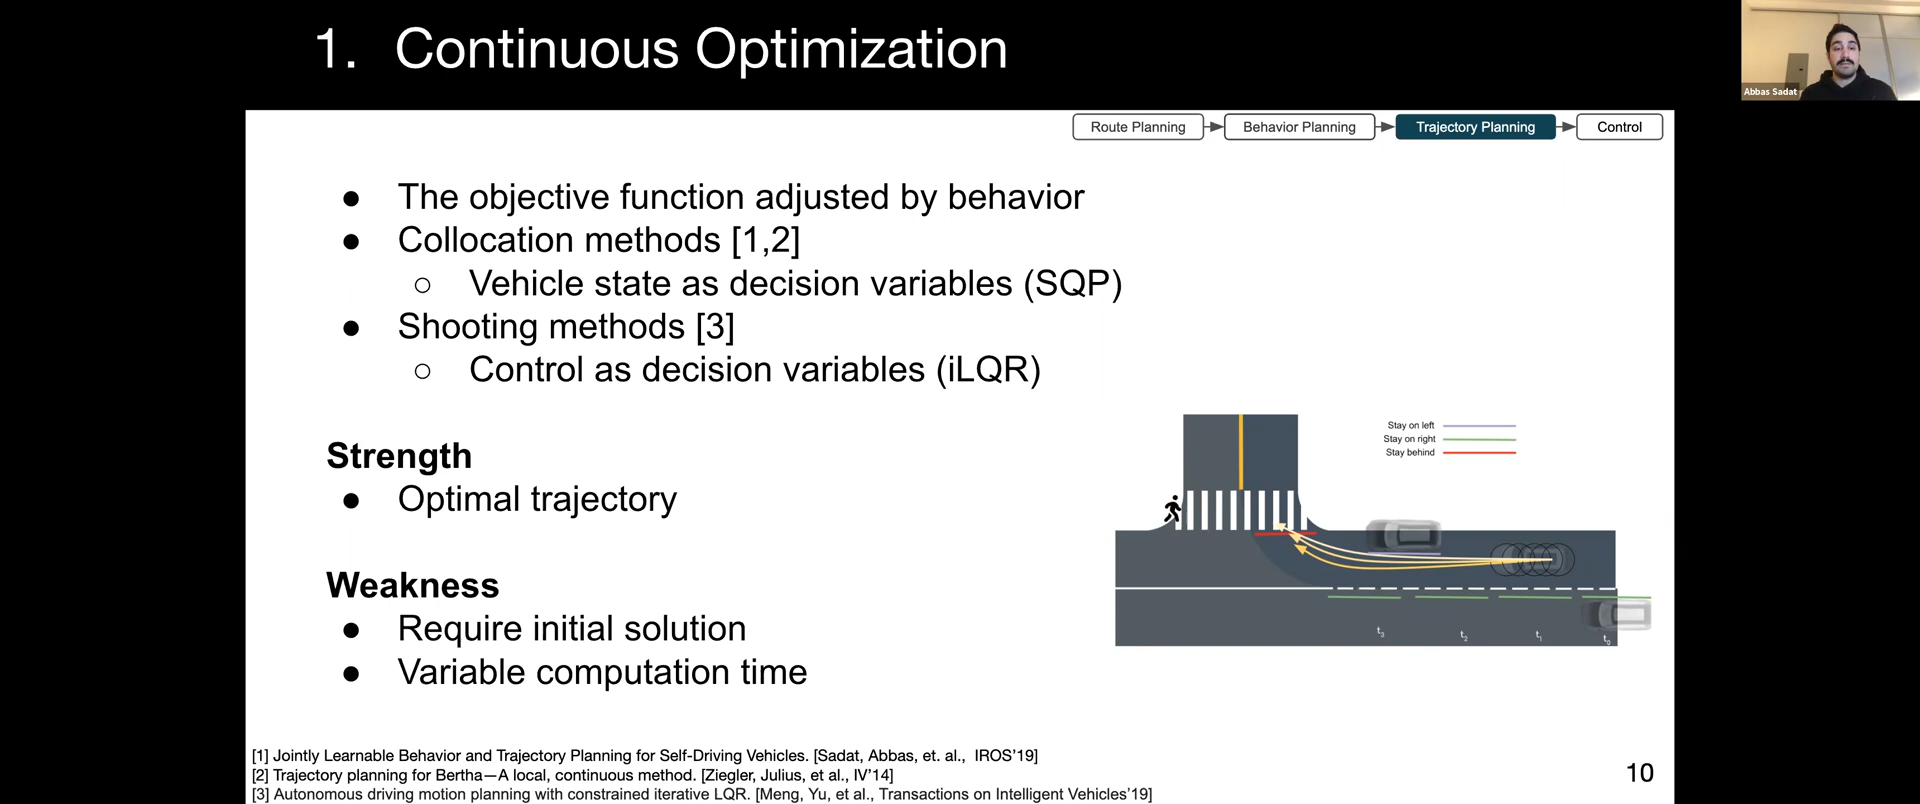 1. Continuous Optimization
Abbas Sadat
Route Planning
Behavior Planning
Trajectory Planning
Control
● The objective function adjusted by behavior
● Collocation methods [1,2]
○ Vehicle state as decision variables (SQP)
● Shooting methods [3]
○ Control as decision variables (iLQR)
Strength
● Optimal trajectory
Weakness
● Require initial solution
● Variable computation time
Stay on left
Stay on right
Stay behind
t3
t2
t1
t0
[1] Jointly Learnable Behavior and Trajectory Planning for Self-Driving Vehicles. [Sadat, Abbas, et. al., IROS'19]
[2] Trajectory planning for Bertha—A local, continuous method. [Ziegler, Julius, et al., IV'14]
[3] Autonomous driving motion planning with constrained iterative LQR. [Meng, Yu, et al., Transactions on Intelligent Vehicles'19]
10